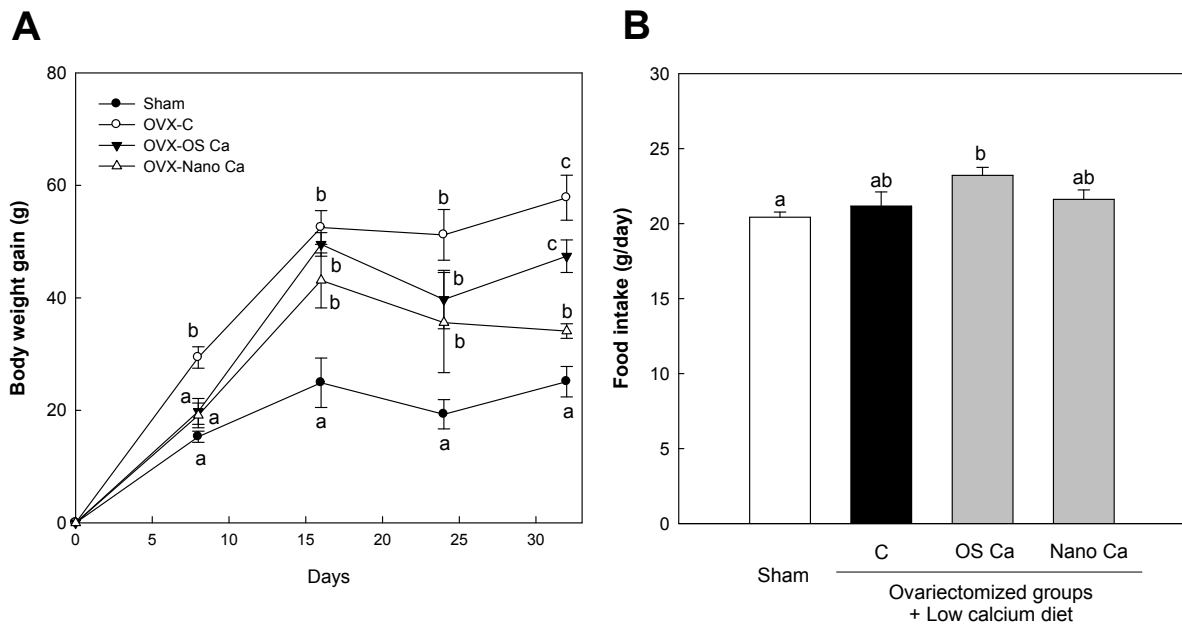 A
Body weight gain (g)
80
60
40
20
0
Sham
OVX-C
OVX-OS Ca
OVX-Nano Ca
b
a
a
a
b
b
b
a
b
b
b
a
c
c
b
a
0 5 10 15 20 25 30
Days
B
Food intake (g/day)
30
25
20
15
10
5
0
a
ab
b
ab
Sham
C OS Ca Nano Ca
Ovariectomized groups
+ Low calcium diet